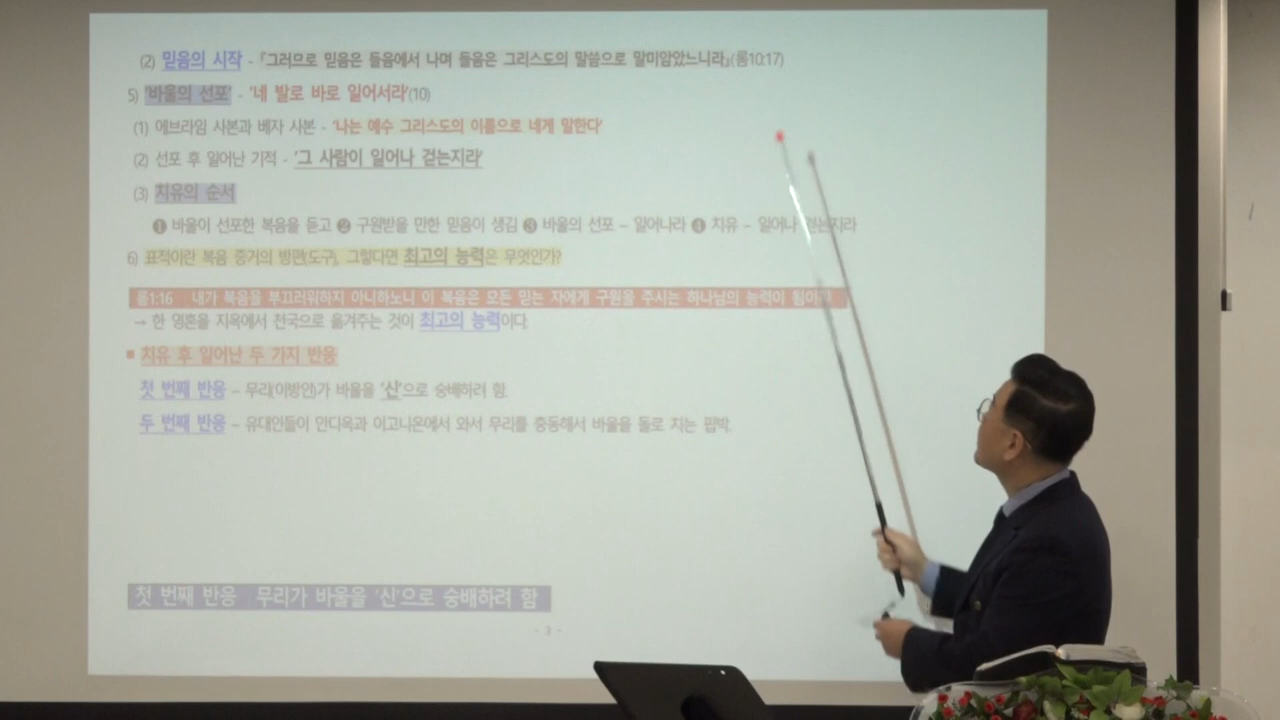 (2) 믿음의 시작 - 『그러므로 믿음은 들음에서 나며 들음은 그리스도의 말씀으로 말미암았느니라』(롬10:17)
5) '바울의 선포' - '네 발로 바로 일어서라'(10)
(1) 에브라임 사본과 베자 사본 - '나는 예수 그리스도의 이름으로 네게 말한다'
(2) 선포 후 일어난 기적 - '그 사람이 일어나 걷는지라'
(3) 치유의 순서
❶ 바울이 선포한 복음을 듣고 ❷ 구원받을 만한 믿음이 생김 ❸ 바울의 선포 – 일어나라 ❹ 치유 – 일어나 걷는지라
6) 표적이란 복음 증거의 방편(도구), 그렇다면 최고의 능력은 무엇인가?
롬1:16 내가 복음을 부끄러워하지 아니하노니 이 복음은 모든 믿는 자에게 구원을 주시는 하나님의 능력이 됨이라
→ 한 영혼을 지옥에서 천국으로 옮겨주는 것이 최고의 능력이다.
■ 치유 후 일어난 두 가지 반응
첫 번째 반응 – 무리(이방인)가 바울을 '신'으로 숭배하려 함.
두 번째 반응 – 유대인들이 안디옥과 이고니온에서 와서 무리를 충동해서 바울을 돌로 치는 핍박.
첫 번째 반응 무리가 바울을 '신'으로 숭배하려 함
- 3 -